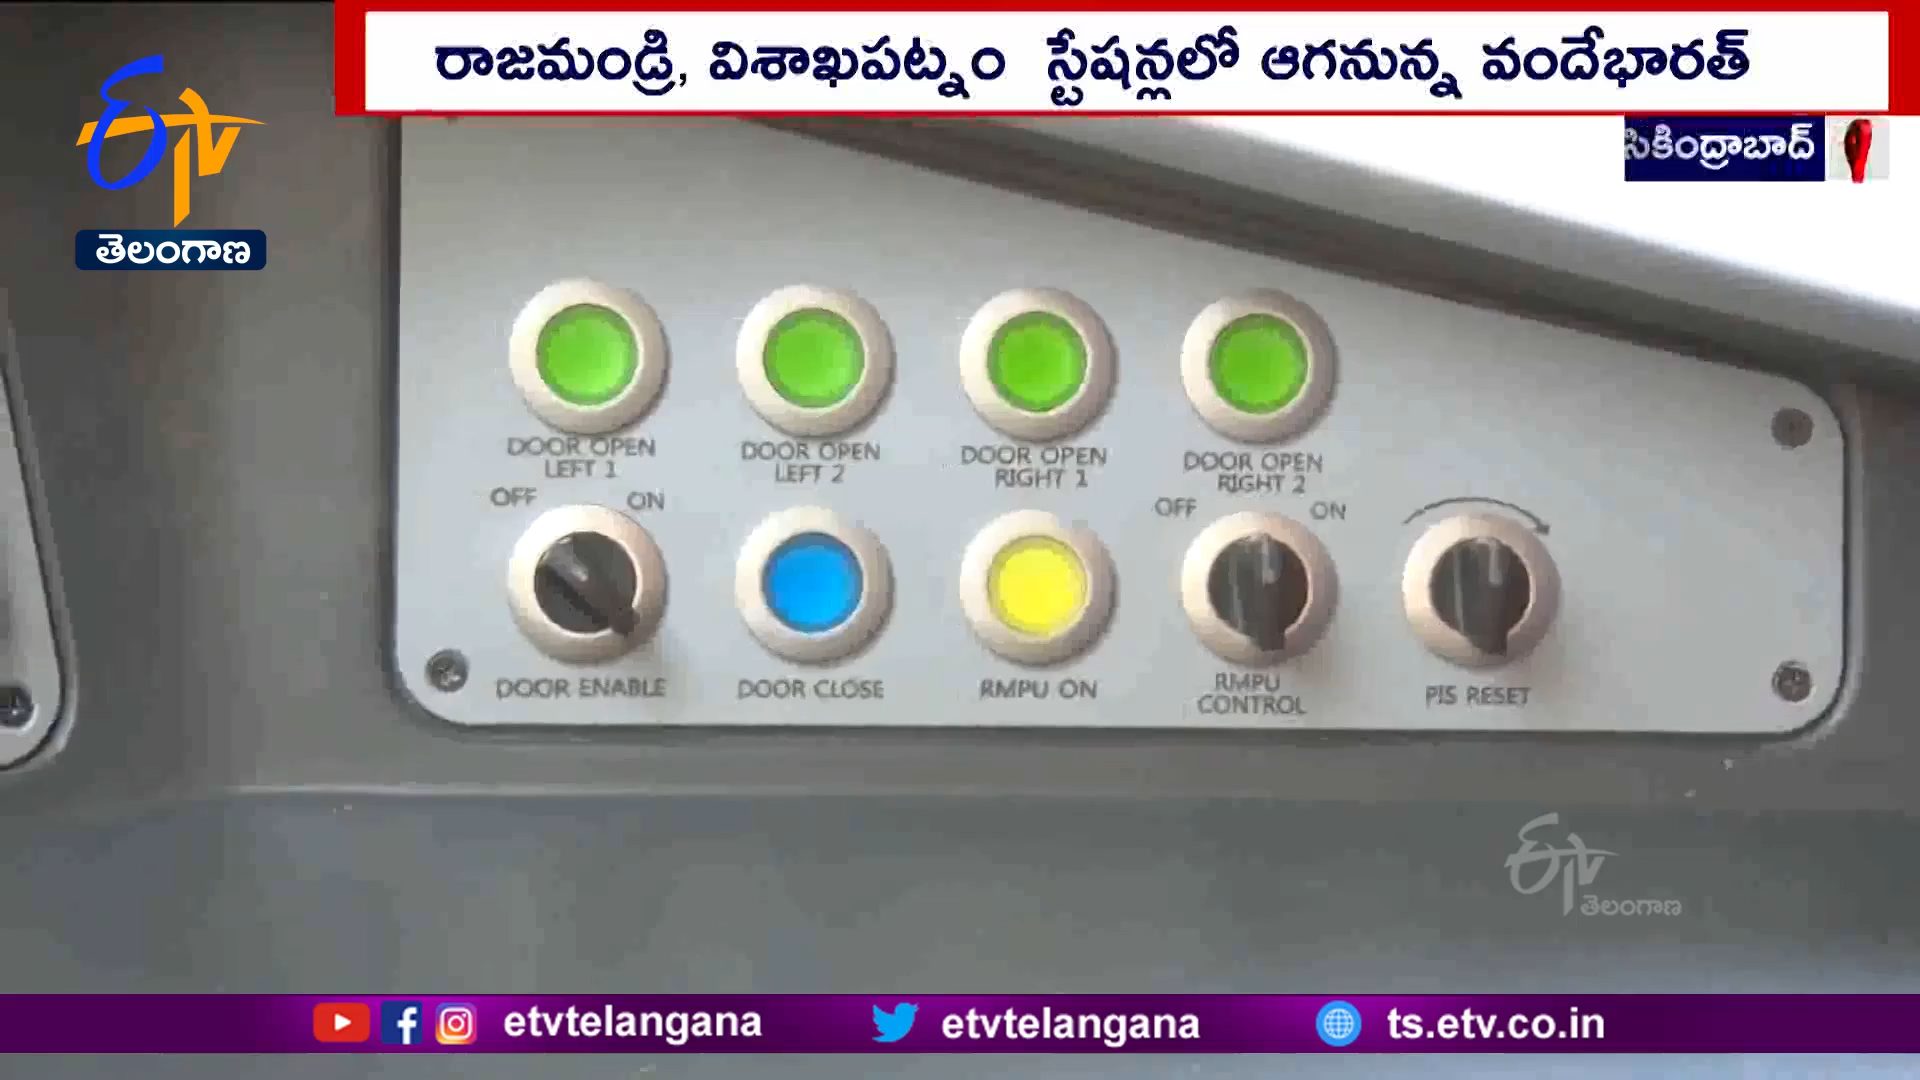 రాజమండ్రి, విశాఖపట్నం స్టేషన్లలో ఆగనున్న వందేభారత్
సికింద్రాబాద్
ETV
తెలంగాణ
DOOR OPEN
LEFT 1
DOOR OPEN
LEFT 2
DOOR OPEN
RIGHT 1
DOOR OPEN
RIGHT 2
OFF ON
OFF ON
DOOR ENABLE
DOOR CLOSE
RMPU ON
RMPU
CONTROL
PIS RESET
ETV
తెలంగాణ
etvtelangana
etvtelangana
ts.etv.co.in